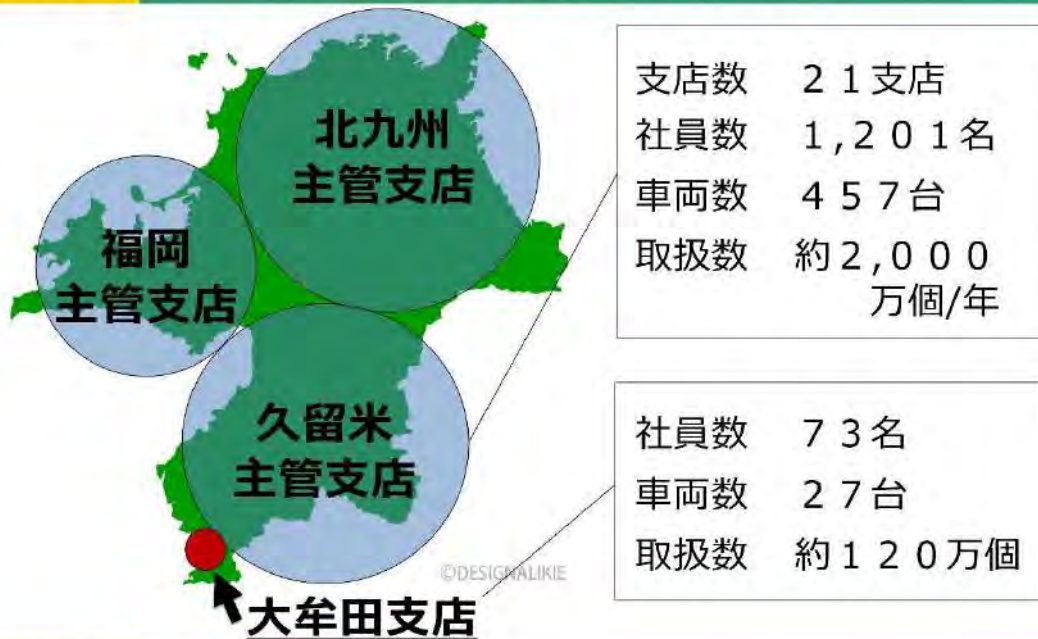 北九州
主管支店
福岡
主管支店
久留米
主管支店
大牟田支店
©DESIGNALIKIE
支店数 21支店
社員数 1,201名
車両数 457台
取扱数 約2,000
万個/年
社員数 73名
車両数 27台
取扱数 約120万個